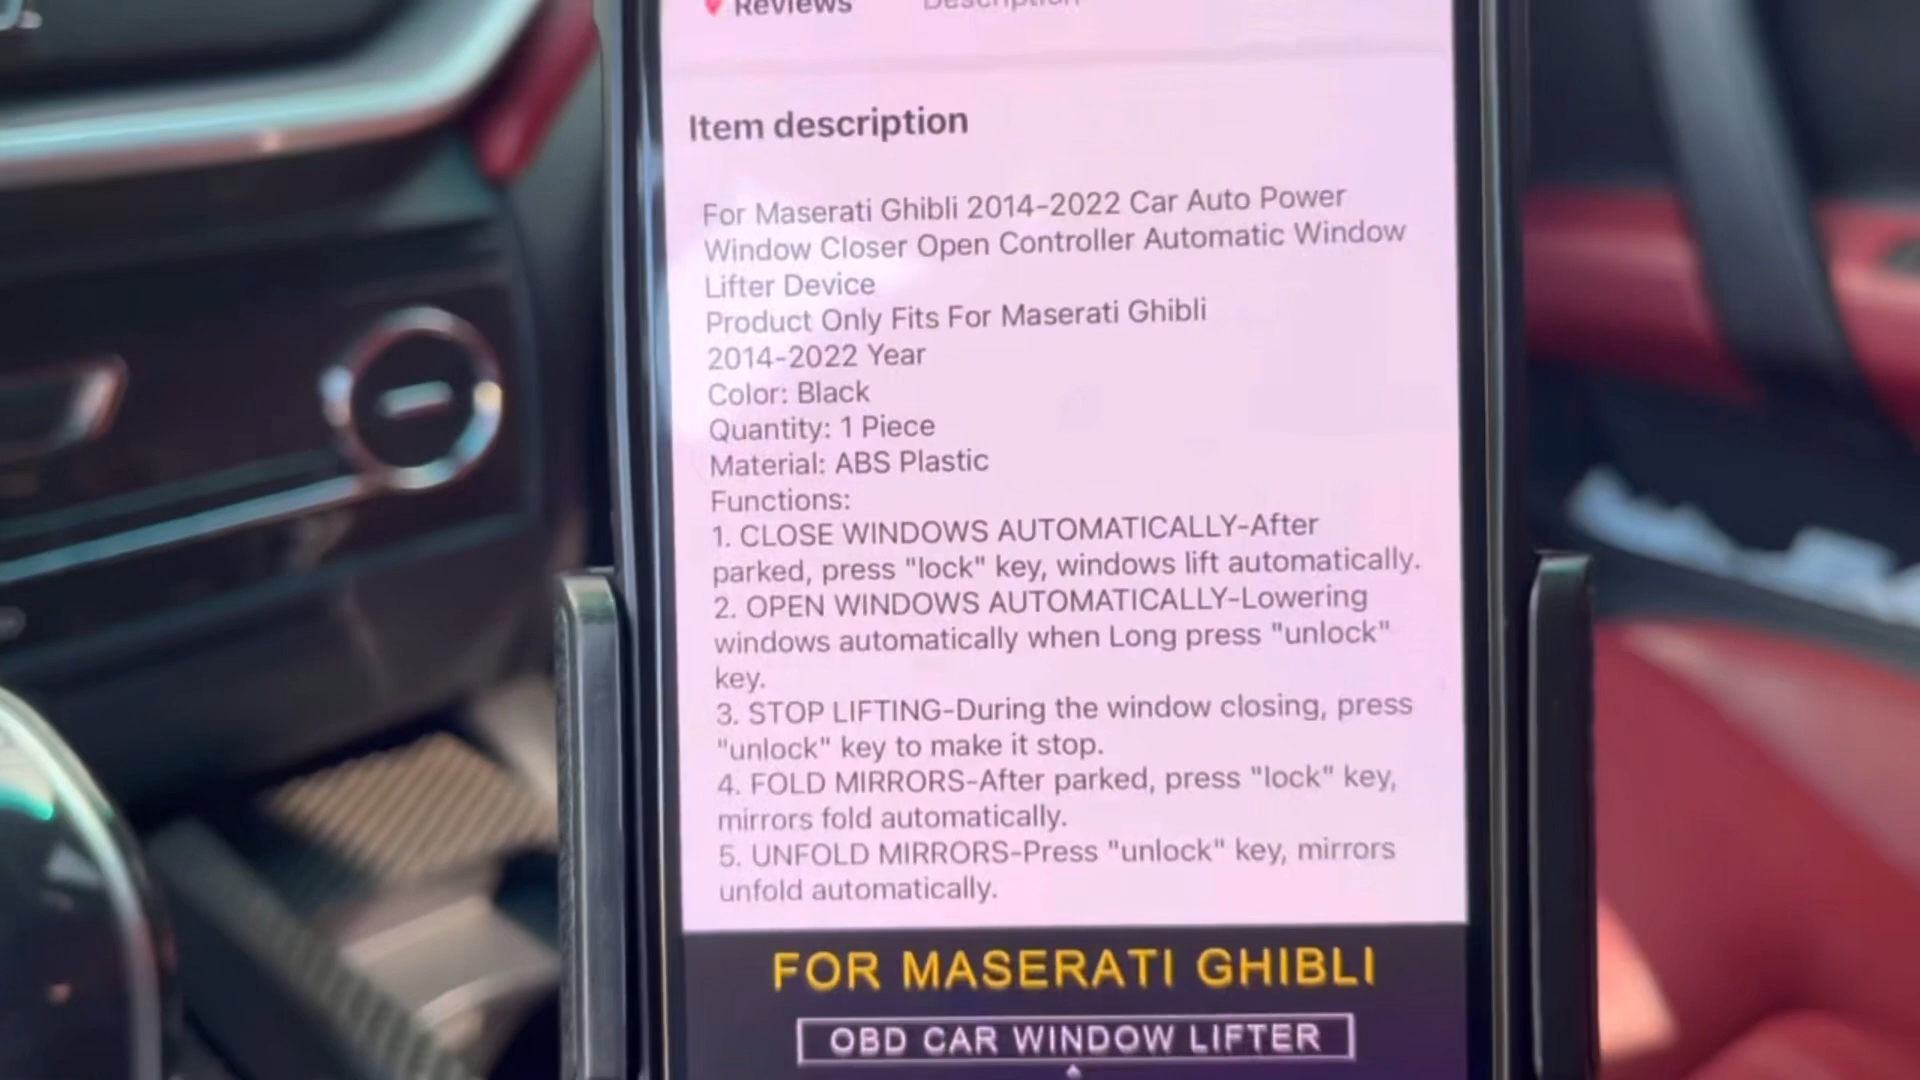 Reviews Description
Item description
For Maserati Ghibli 2014-2022 Car Auto Power
Window Closer Open Controller Automatic Window
Lifter Device
Product Only Fits For Maserati Ghibli
2014-2022 Year
Color: Black
Quantity: 1 Piece
Material: ABS Plastic
Functions:
1. CLOSE WINDOWS AUTOMATICALLY-After
parked, press "lock" key, windows lift automatically.
2. OPEN WINDOWS AUTOMATICALLY-Lowering
windows automatically when Long press "unlock"
key.
3. STOP LIFTING-During the window closing, press
"unlock" key to make it stop.
4. FOLD MIRRORS-After parked, press "lock" key,
mirrors fold automatically.
5. UNFOLD MIRRORS-Press "unlock" key, mirrors
unfold automatically.
FOR MASERATI GHIBLI
OBD CAR WINDOW LIFTER